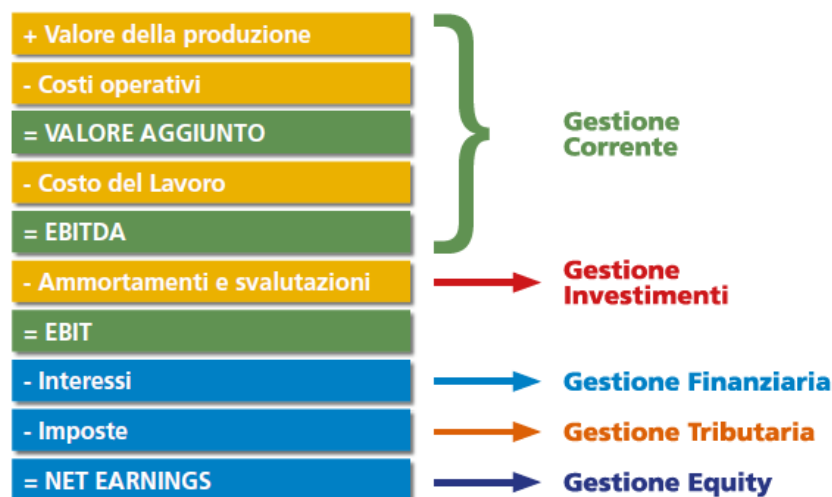 + Valore della produzione
- Costi operativi
= VALORE AGGIUNTO
- Costo del Lavoro
= EBITDA
- Ammortamenti e svalutazioni
= EBIT
- Interessi
- Imposte
= NET EARNINGS
Gestione
Corrente
Gestione
Investimenti
Gestione Finanziaria
Gestione Tributaria
Gestione Equity